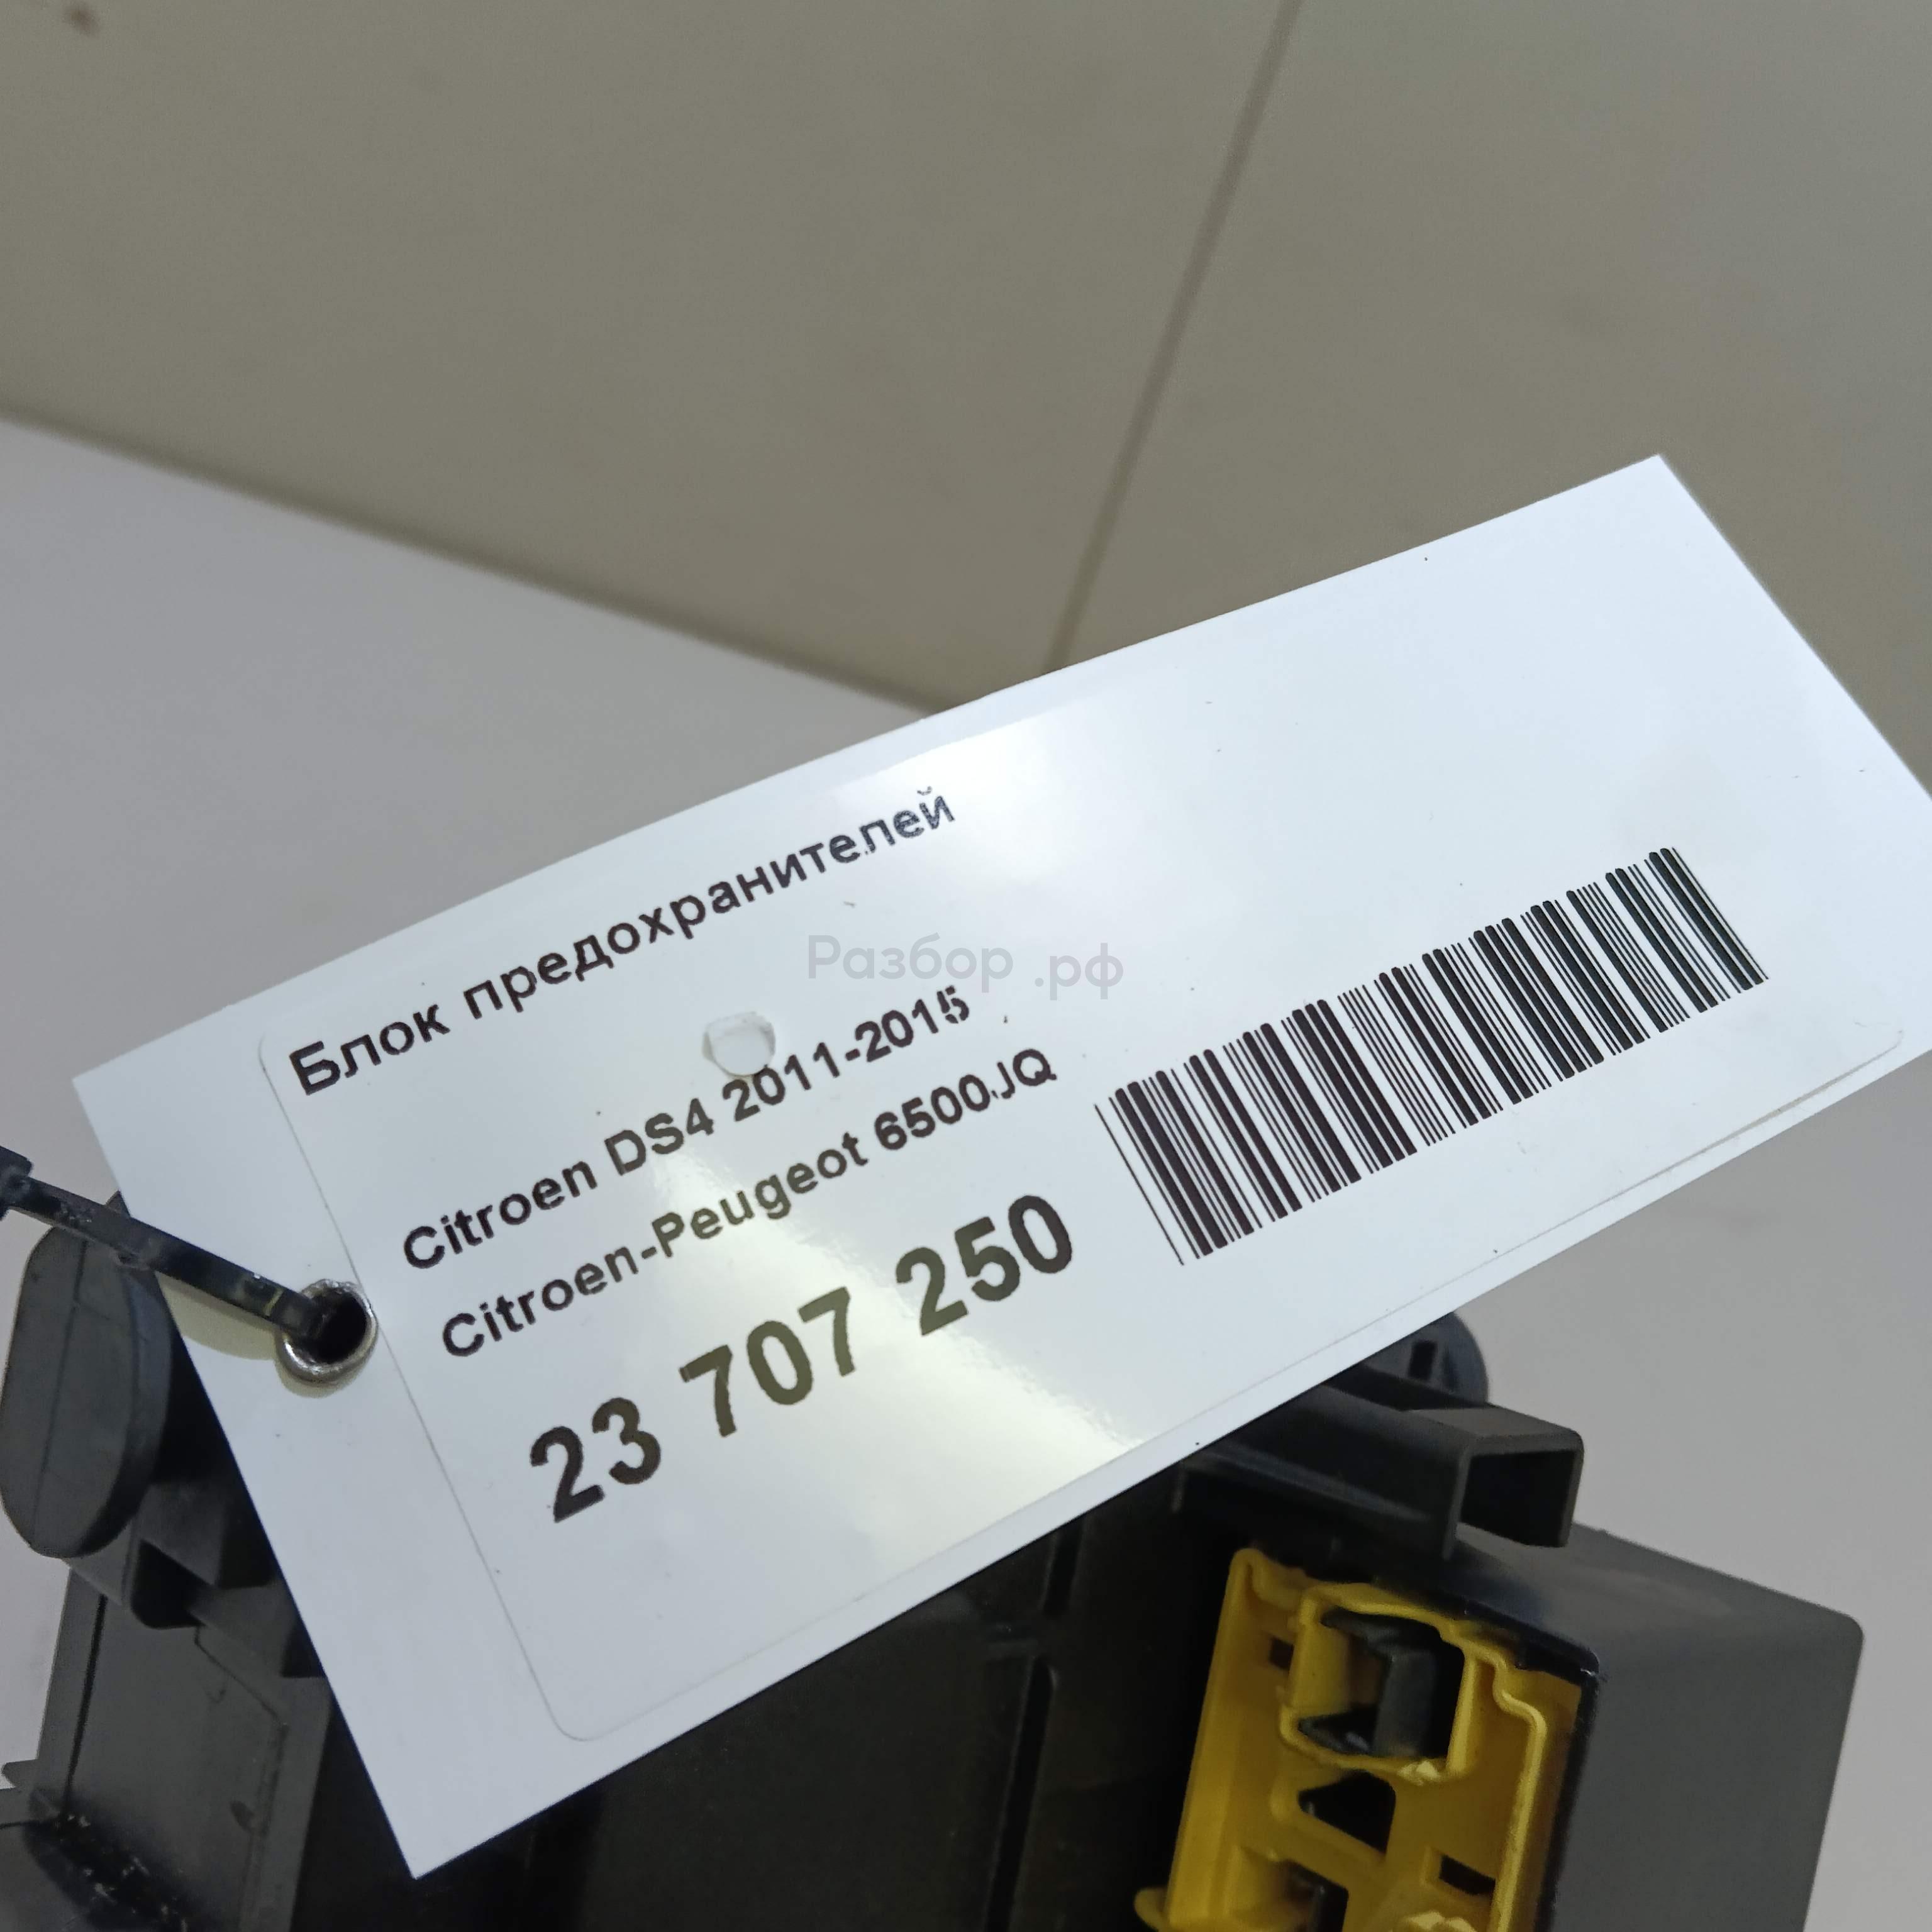 Блок предохранителей
Разбор .рф
Citroen DS4 2011-2015
Citroen-Peugeot 6500JQ
23 707 250